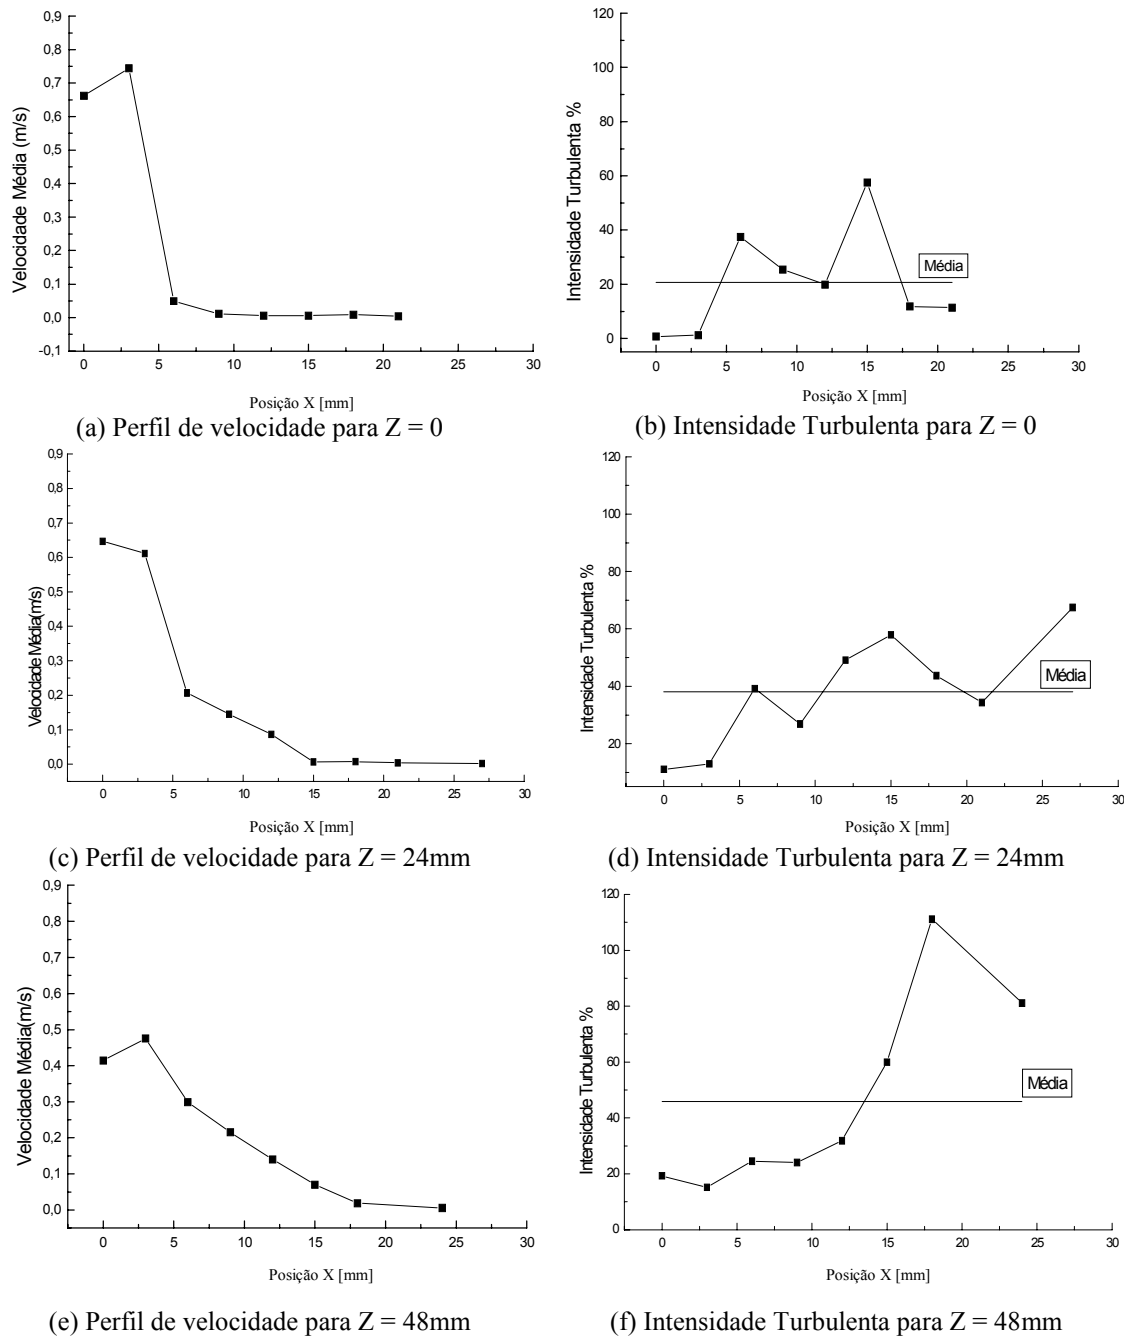 0,9
0,8
0,7
0,6
0,5
0,4
0,3
0,2
0,1
0,0
-0,1
Velocidade Média (m/s)
0 5 10 15 20 25 30
Posição X [mm]
(a) Perfil de velocidade para Z = 0
120
100
80
60
40
20
0
Intensidade Turbulenta %
Média
0 5 10 15 20 25 30
Posição X [mm]
(b) Intensidade Turbulenta para Z = 0
0,9
0,8
0,7
0,6
0,5
0,4
0,3
0,2
0,1
0,0
Velocidade Média(m/s)
0 5 10 15 20 25 30
Posição X [mm]
(c) Perfil de velocidade para Z = 24mm
120
100
80
60
40
20
Intensidade Turbulenta %
Média
0 5 10 15 20 25 30
Posição X [mm]
(d) Intensidade Turbulenta para Z = 24mm
0,9
0,8
0,7
0,6
0,5
0,4
0,3
0,2
0,1
0,0
Velocidade Média(m/s)
0 5 10 15 20 25 30
Posição X [mm]
(e) Perfil de velocidade para Z = 48mm
120
100
80
60
40
20
0
Intensidade Turbulenta %
Média
0 5 10 15 20 25 30
Posição X [mm]
(f) Intensidade Turbulenta para Z = 48mm